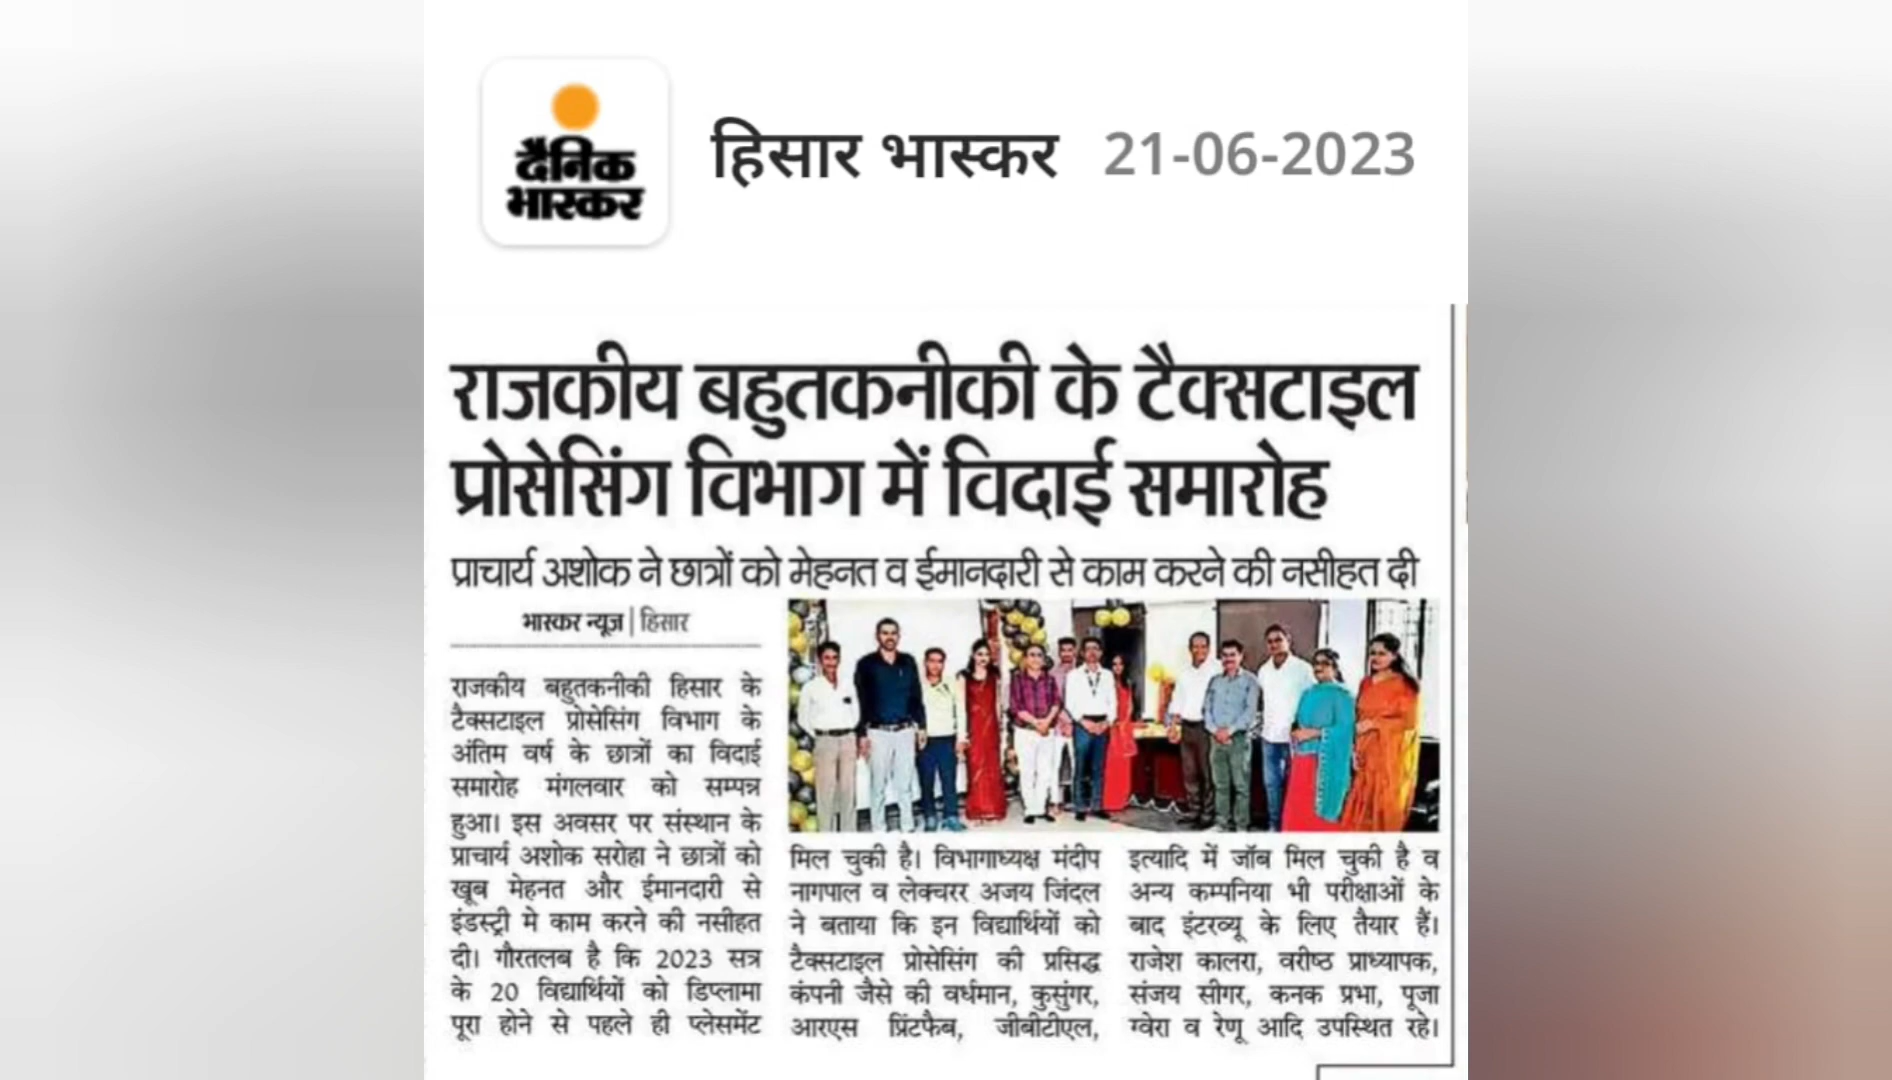 दैनिक
भास्कर
हिसार भास्कर 21-06-2023
राजकीय बहुतकनीकी के टैक्सटाइल
प्रोसेसिंग विभाग में विदाई समारोह
प्राचार्य अशोक ने छात्रों को मेहनत व ईमानदारी से काम करने की नसीहत दी
भास्कर न्यूज | हिसार
राजकीय बहुतकनीकी हिसार के
टैक्सटाइल प्रोसेसिंग विभाग के
अंतिम वर्ष के छात्रों का विदाई
समारोह मंगलवार को सम्पन्न
हुआ। इस अवसर पर संस्थान के
प्राचार्य अशोक सरोहा ने छात्रों को
खूब मेहनत और ईमानदारी से
इंडस्ट्री मे काम करने की नसीहत
दी। गौरतलब है कि 2023 सत्र
के 20 विद्यार्थियों को डिप्लामा
पूरा होने से पहले ही प्लेसमेंट
मिल चुकी है। विभागाध्यक्ष मंदीप
नागपाल व लेक्चरर अजय जिंदल
ने बताया कि इन विद्यार्थियों को
टैक्सटाइल प्रोसेसिंग की प्रसिद्ध
कंपनी जैसे की वर्धमान, कुसुंगर,
आरएस प्रिंटफैब, जीबीटीएल,
इत्यादि में जॉब मिल चुकी है व
अन्य कम्पनिया भी परीक्षाओं के
बाद इंटरव्यू के लिए तैयार हैं।
राजेश कालरा, वरीष्ठ प्राध्यापक,
संजय सीगर, कनक प्रभा, पूजा
ग्वेरा व रेणू आदि उपस्थित रहे।